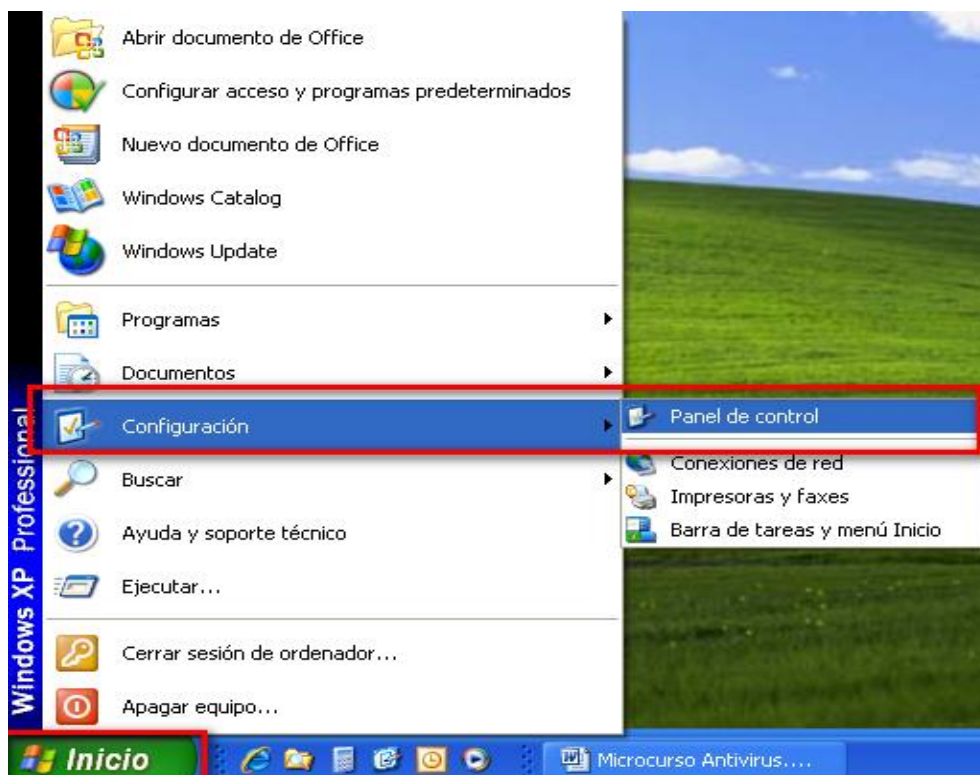 Abrir documento de Office
Configurar acceso y programas predeterminados
Nuevo documento de Office
Windows Catalog
Windows Update
Programas
Documentos
Configuración
Panel de control
Conexiones de red
Impresoras y faxes
Barra de tareas y menú Inicio
Buscar
Ayuda y soporte técnico
Ejecutar...
Cerrar sesión de ordenador...
Apagar equipo...
Windows XP Professional
Inicio
Microcurso Antivirus....